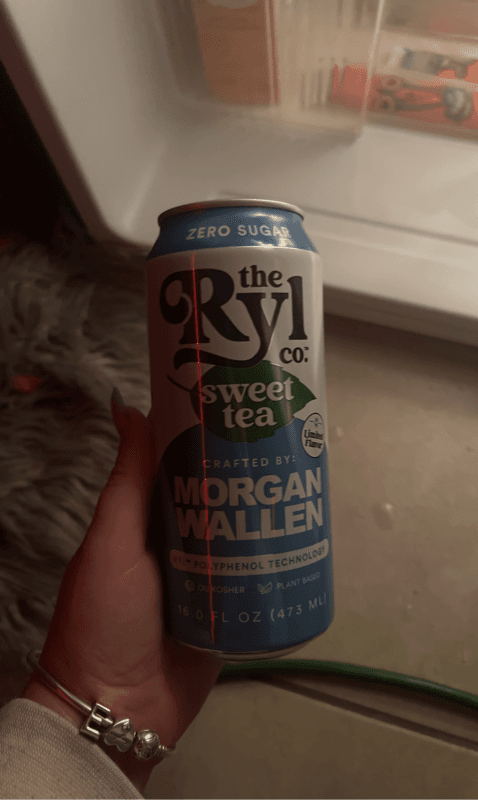 ZERO SUGAR
the
Ryl
co.™
sweet
tea
Limited
Flavor
CRAFTED BY:
MORGAN
WALLEN
POLYPHENOL TECHNOLOGY
KOSHER
PLANT BASED
16.0 FL OZ (473 ML)
E